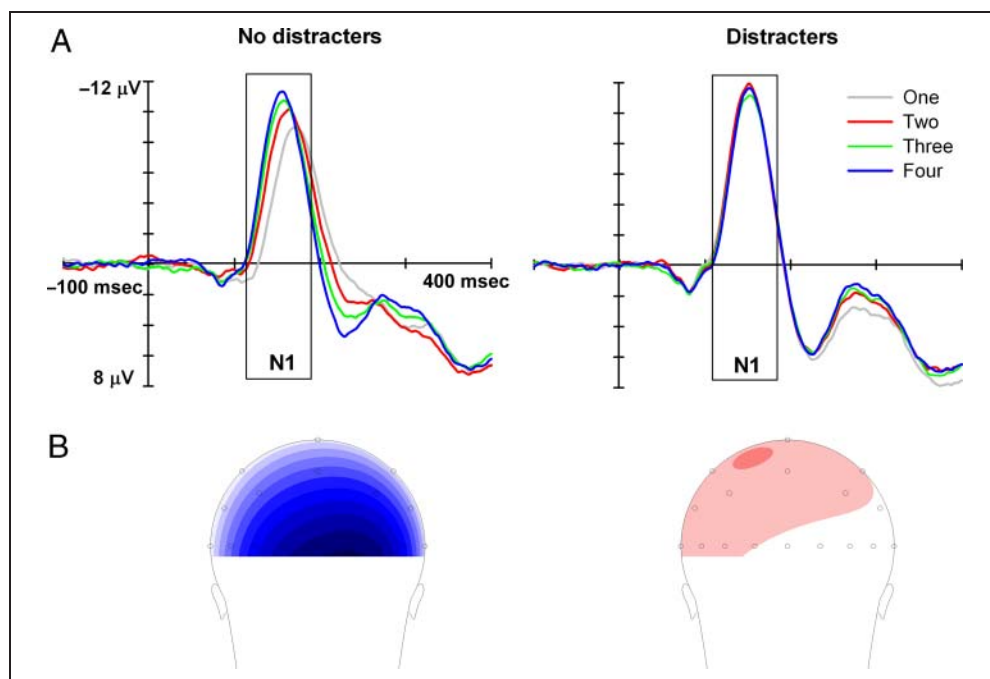 A
No distracters
Distracters
–12 µV
–100 msec
400 msec
8 µV
N1
N1
One
Two
Three
Four
B